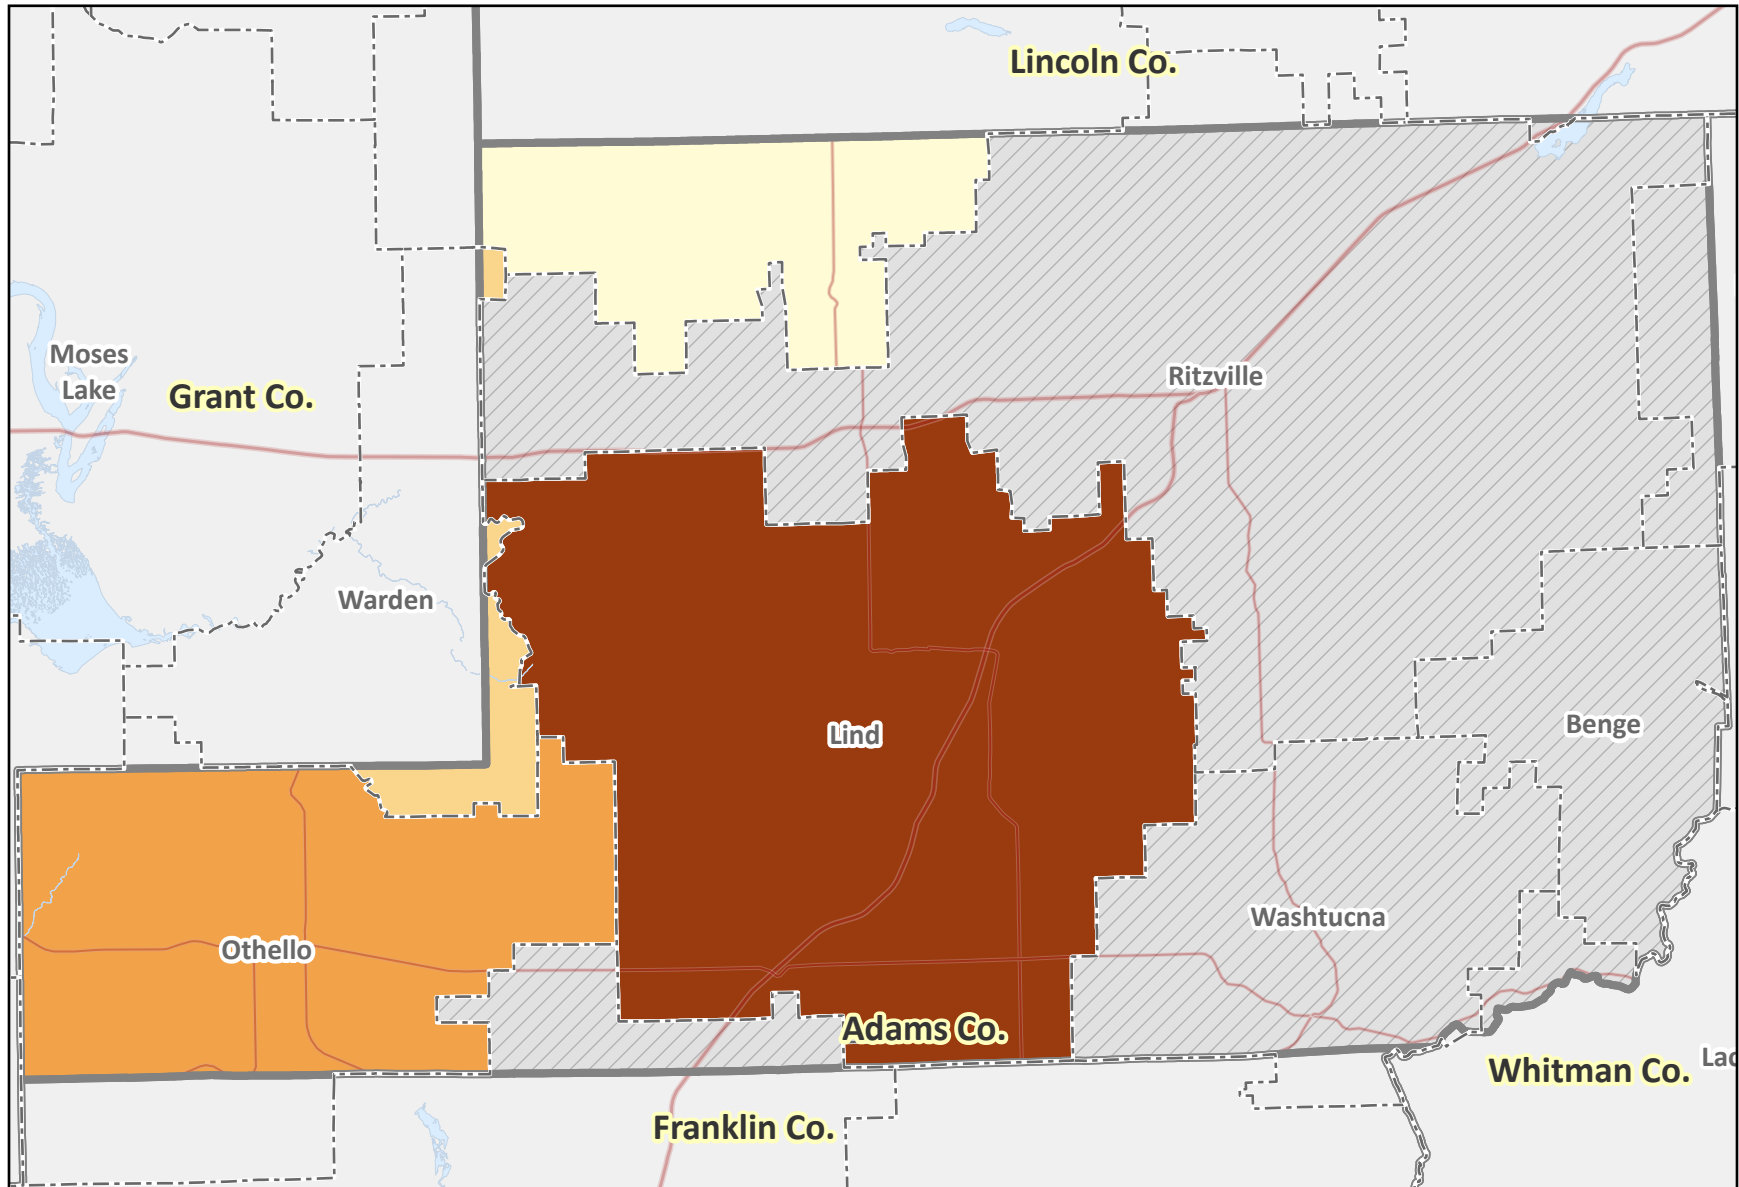 Lincoln Co.
Moses
Lake
Grant Co.
Ritzville
Warden
Lind
Benge
Washtucna
Othello
Adams Co.
Whitman Co.
Franklin Co.